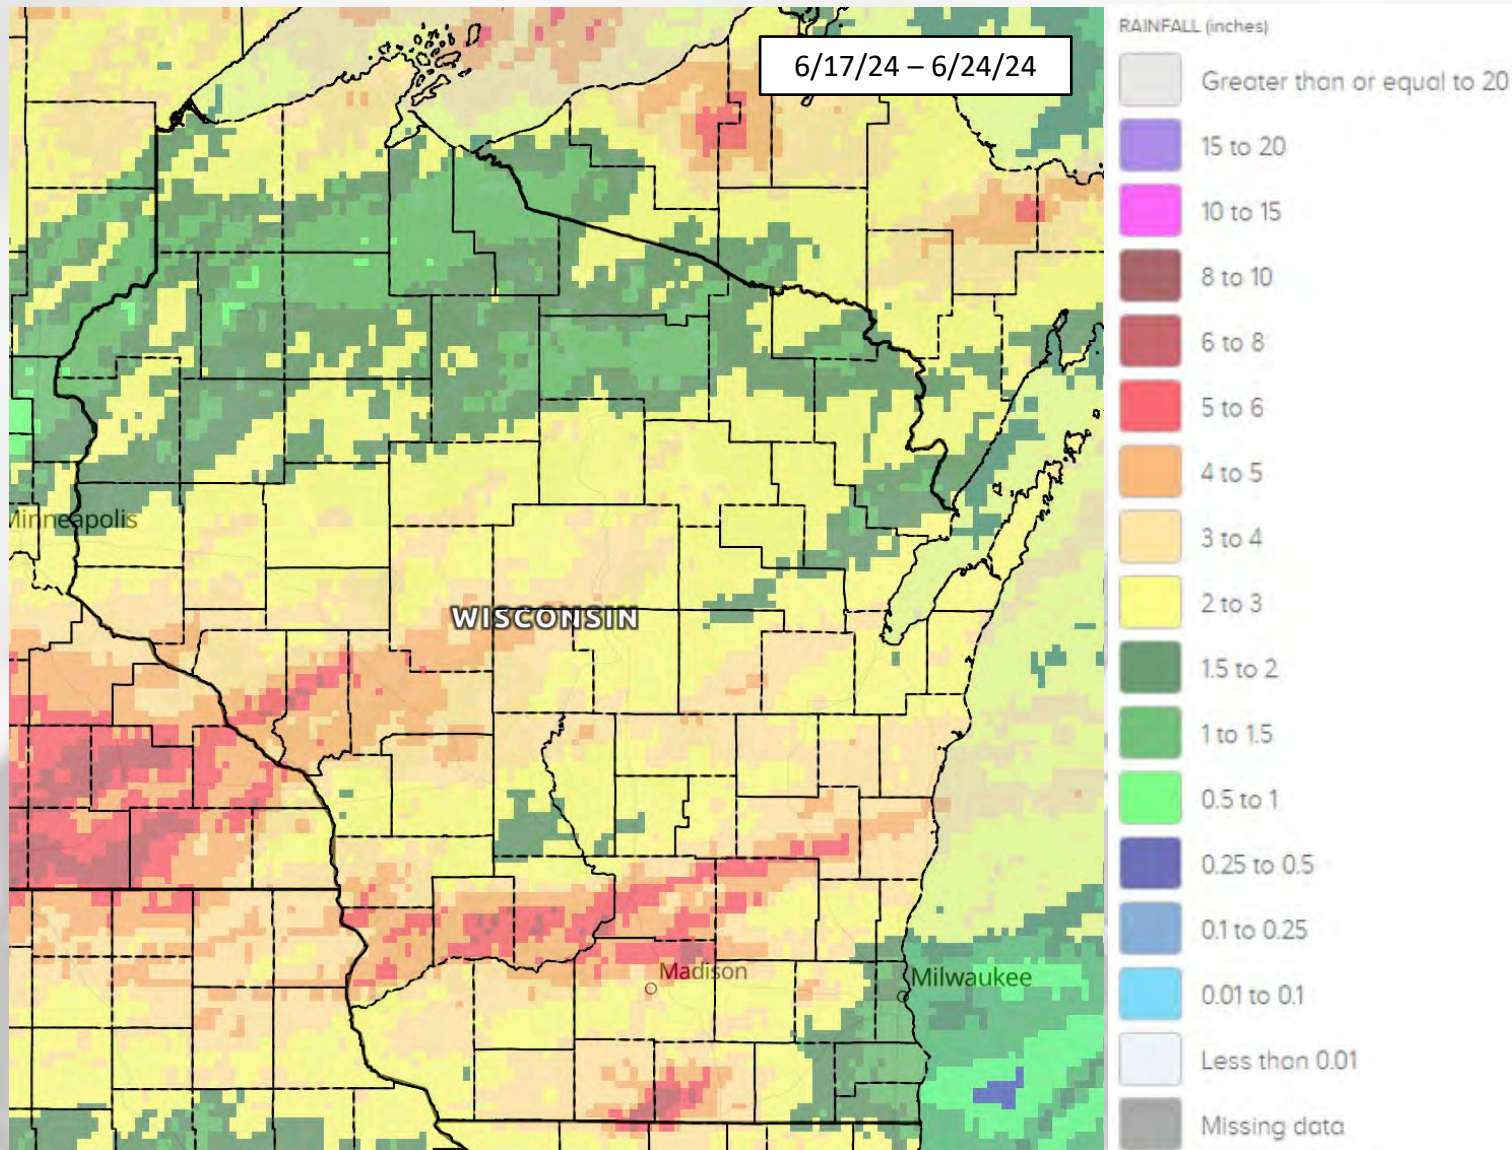 6/17/24 – 6/24/24
RAINFALL (inches)
Greater than or equal to 20
15 to 20
10 to 15
8 to 10
6 to 8
5 to 6
4 to 5
3 to 4
2 to 3
1.5 to 2
1 to 1.5
0.5 to 1
0.25 to 0.5
0.1 to 0.25
0.01 to 0.1
Less than 0.01
Missing data
Minneapolis
WISCONSIN
Madison
Milwaukee